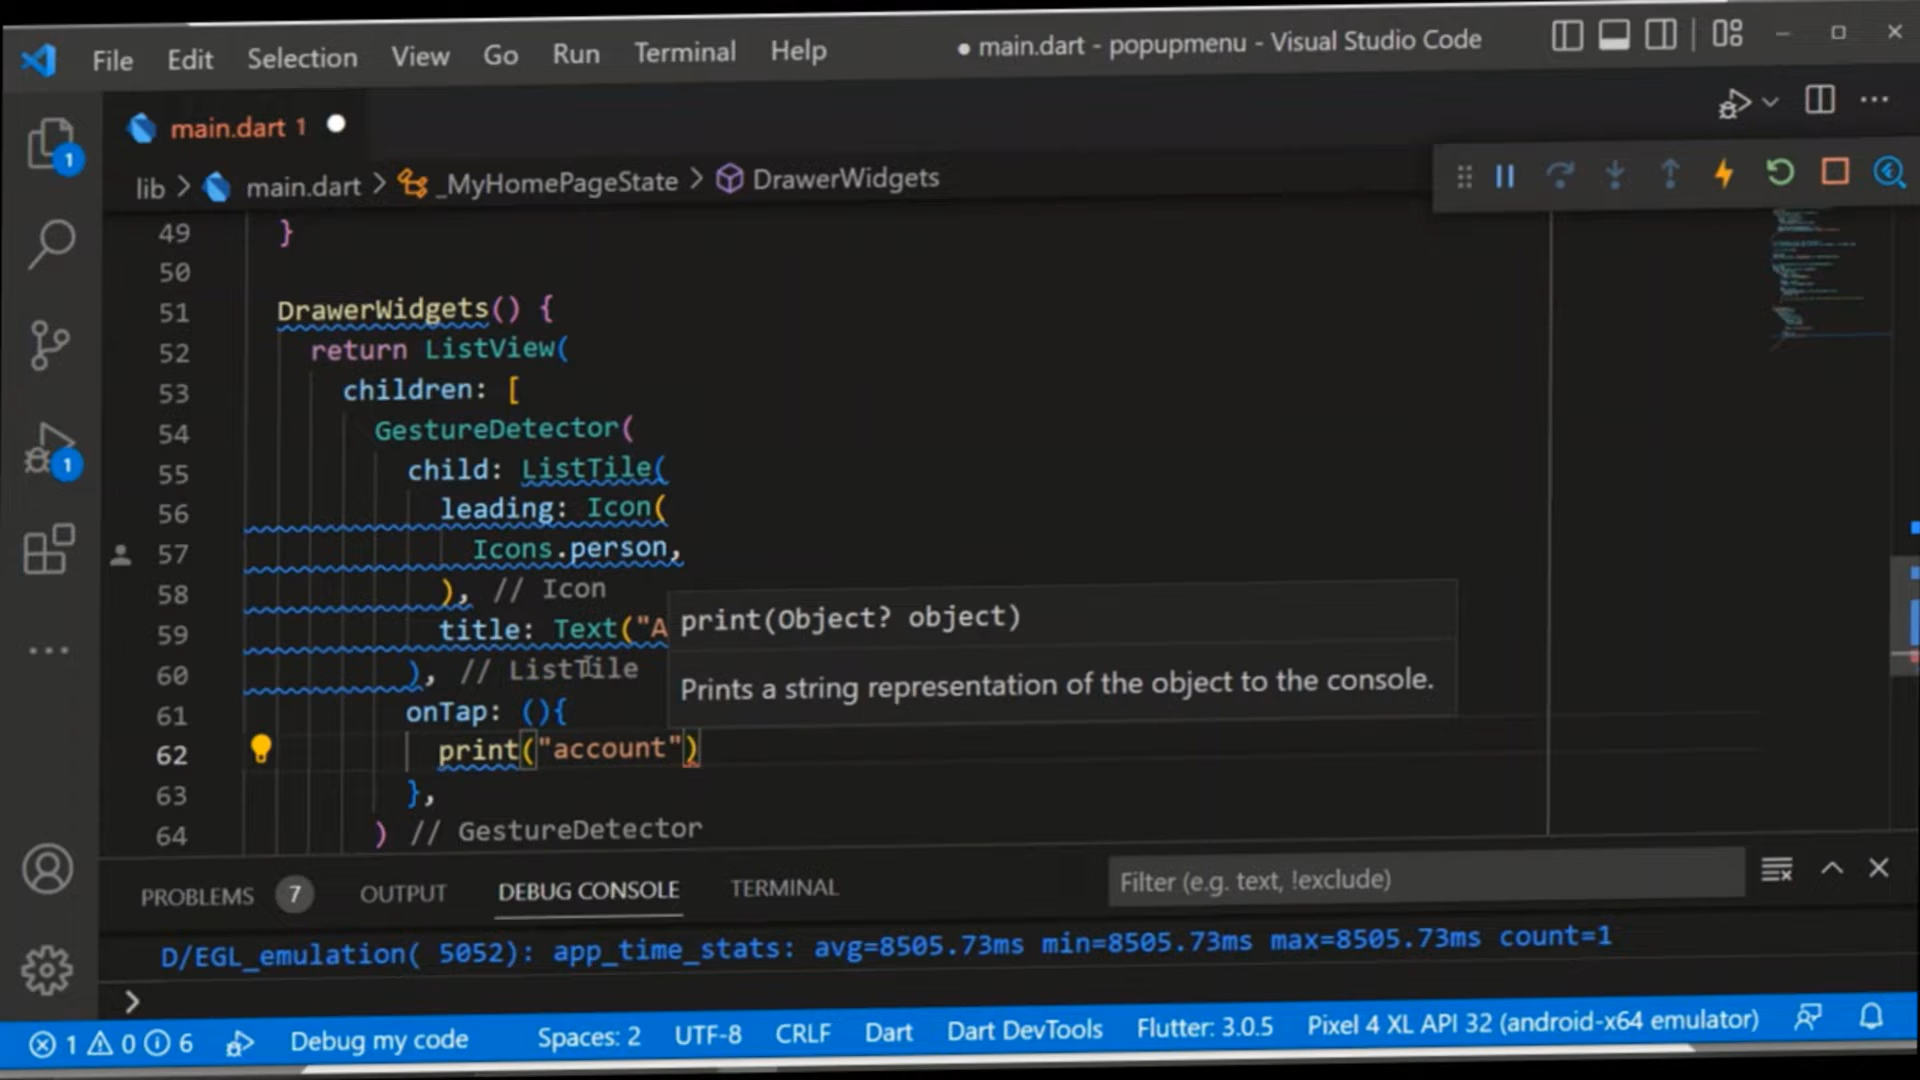 File Edit Selection View Go Run Terminal Help ● main.dart - popupmenu - Visual Studio Code
main.dart 1
lib > main.dart > _MyHomePageState > DrawerWidgets
49 }
50
51 DrawerWidgets() {
52 return ListView(
53 children: [
54 GestureDetector(
55 child: ListTile(
56 leading: Icon(
57 Icons.person,
58 ), // Icon
59 title: Text("A
60 ), // ListTile
61 onTap: (){
62 print("account")
63 },
64 ) // GestureDetector
print(Object? object)
Prints a string representation of the object to the console.
1
1
PROBLEMS 7 OUTPUT DEBUG CONSOLE TERMINAL Filter (e.g. text, !exclude)
D/EGL_emulation( 5052): app_time_stats: avg=8505.73ms min=8505.73ms max=8505.73ms count=1
>
1 0 6 Debug my code Spaces: 2 UTF-8 CRLF Dart Dart DevTools Flutter: 3.0.5 Pixel 4 XL API 32 (android-x64 emulator)